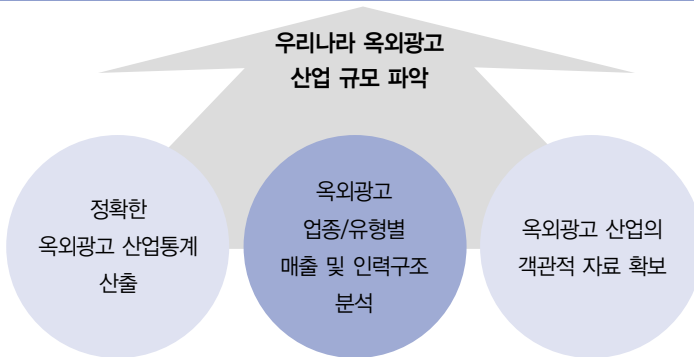 우리나라 옥외광고
산업 규모 파악
정확한
옥외광고 산업통계
산출
옥외광고
업종/유형별
매출 및 인력구조
분석
옥외광고 산업의
객관적 자료 확보